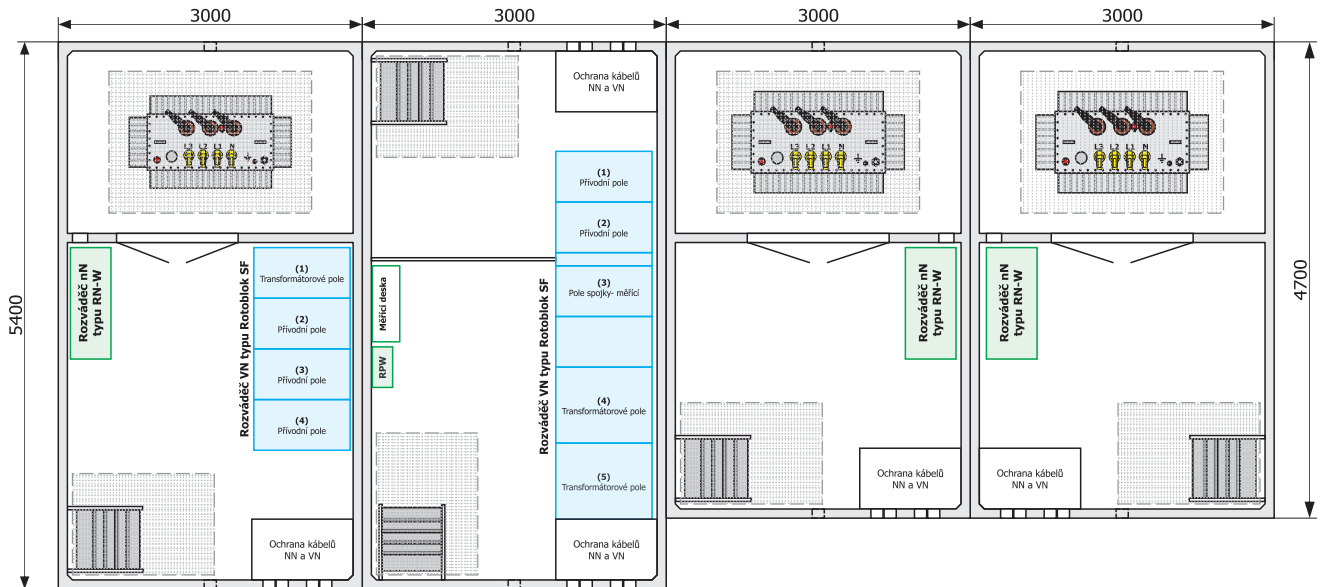 3000
3000
3000
3000
5400
4700
L3 L2 L1 N
Rozváděč nN
typu RN-W
Rozváděč VN typu Rotoblok SF
(1)
Transformátorové pole
(2)
Přívodní pole
(3)
Přívodní pole
(4)
Přívodní pole
Ochrana kábelů
NN a VN
Ochrana kábelů
NN a VN
(1)
Přívodní pole
(2)
Přívodní pole
(3)
Pole spojky- měřící
(4)
Transformátorové pole
(5)
Transformátorové pole
Měřící deska
RPW
Rozváděč VN typu Rotoblok SF
Ochrana kábelů
NN a VN
L3 L2 L1 N
Rozváděč nN
typu RN-W
Ochrana kábelů
NN a VN
L3 L2 L1 N
Rozváděč nN
typu RN-W
Ochrana kábelů
NN a VN